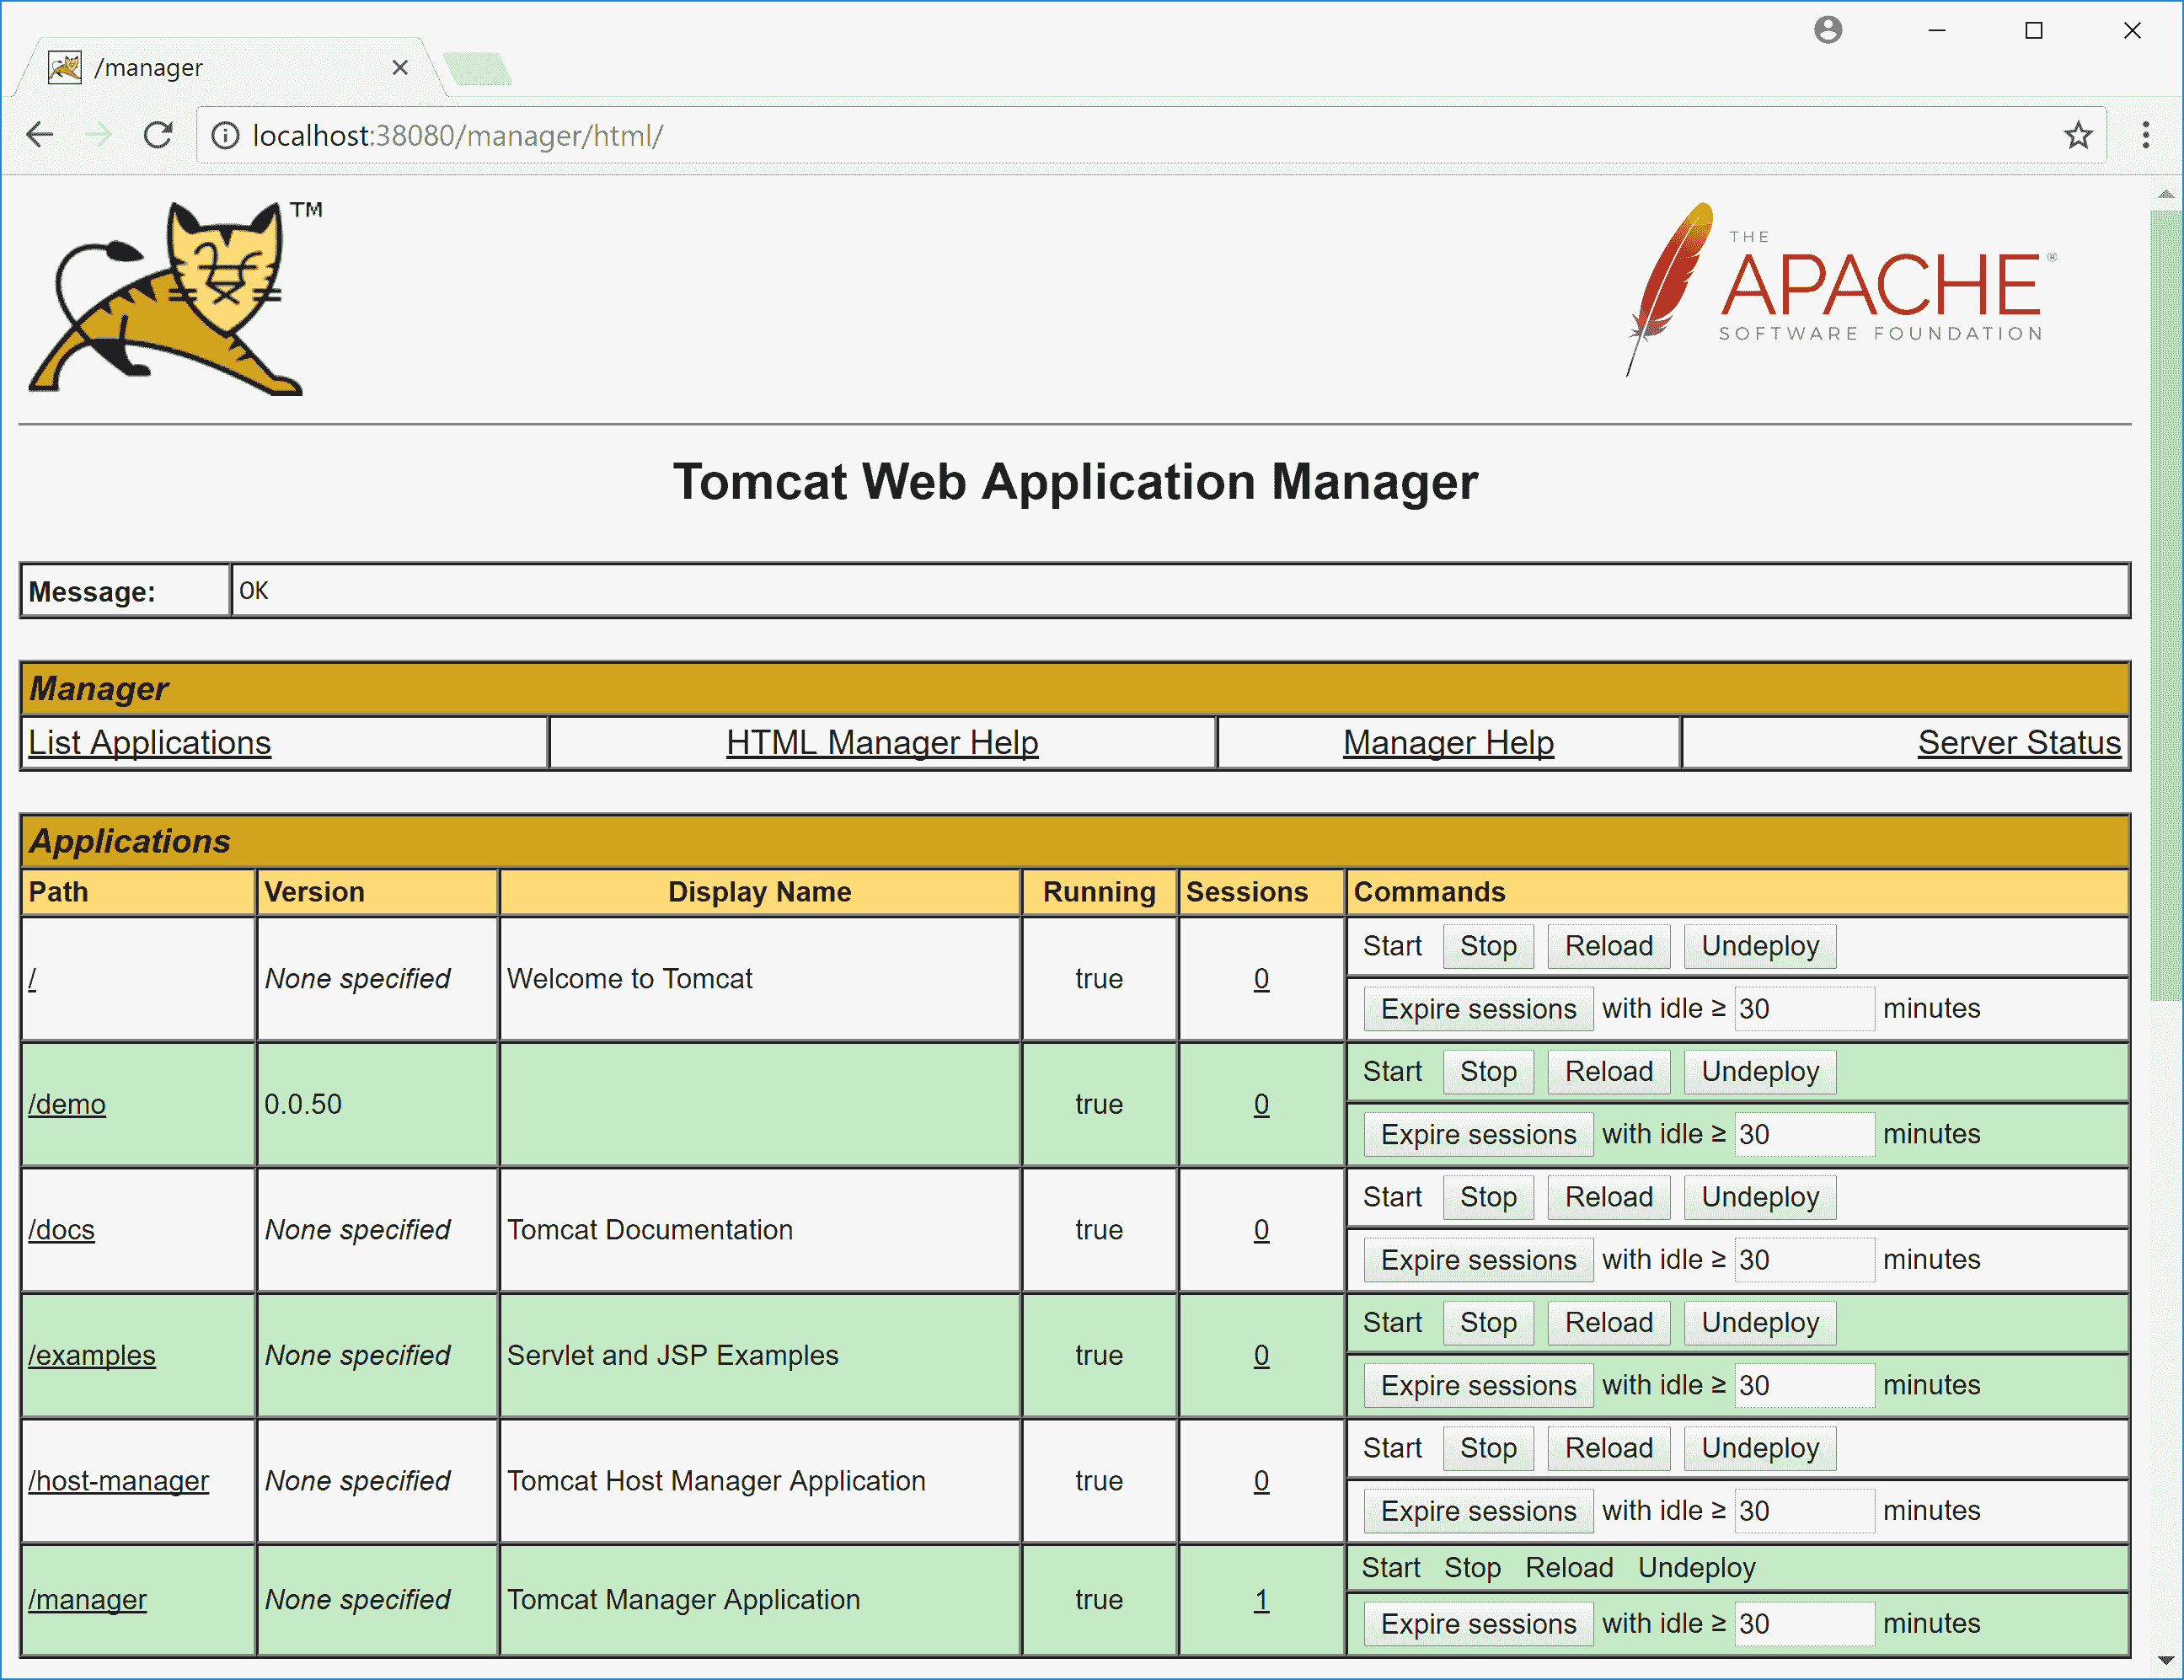 /manager
localhost:38080/manager/html/
TM
THE
APACHE®
SOFTWARE FOUNDATION
Tomcat Web Application Manager
Message: OK
Manager
List Applications HTML Manager Help Manager Help Server Status
Applications
Path Version Display Name Running Sessions Commands
Start Stop Reload Undeploy
/ None specified Welcome to Tomcat true 0
Expire sessions with idle ≥ 30 minutes
Start Stop Reload Undeploy
/demo 0.0.50 true 0
Expire sessions with idle ≥ 30 minutes
Start Stop Reload Undeploy
/docs None specified Tomcat Documentation true 0
Expire sessions with idle ≥ 30 minutes
Start Stop Reload Undeploy
/examples None specified Servlet and JSP Examples true 0
Expire sessions with idle ≥ 30 minutes
Start Stop Reload Undeploy
/host-manager None specified Tomcat Host Manager Application true 0
Expire sessions with idle ≥ 30 minutes
Start Stop Reload Undeploy
/manager None specified Tomcat Manager Application true 1
Expire sessions with idle ≥ 30 minutes